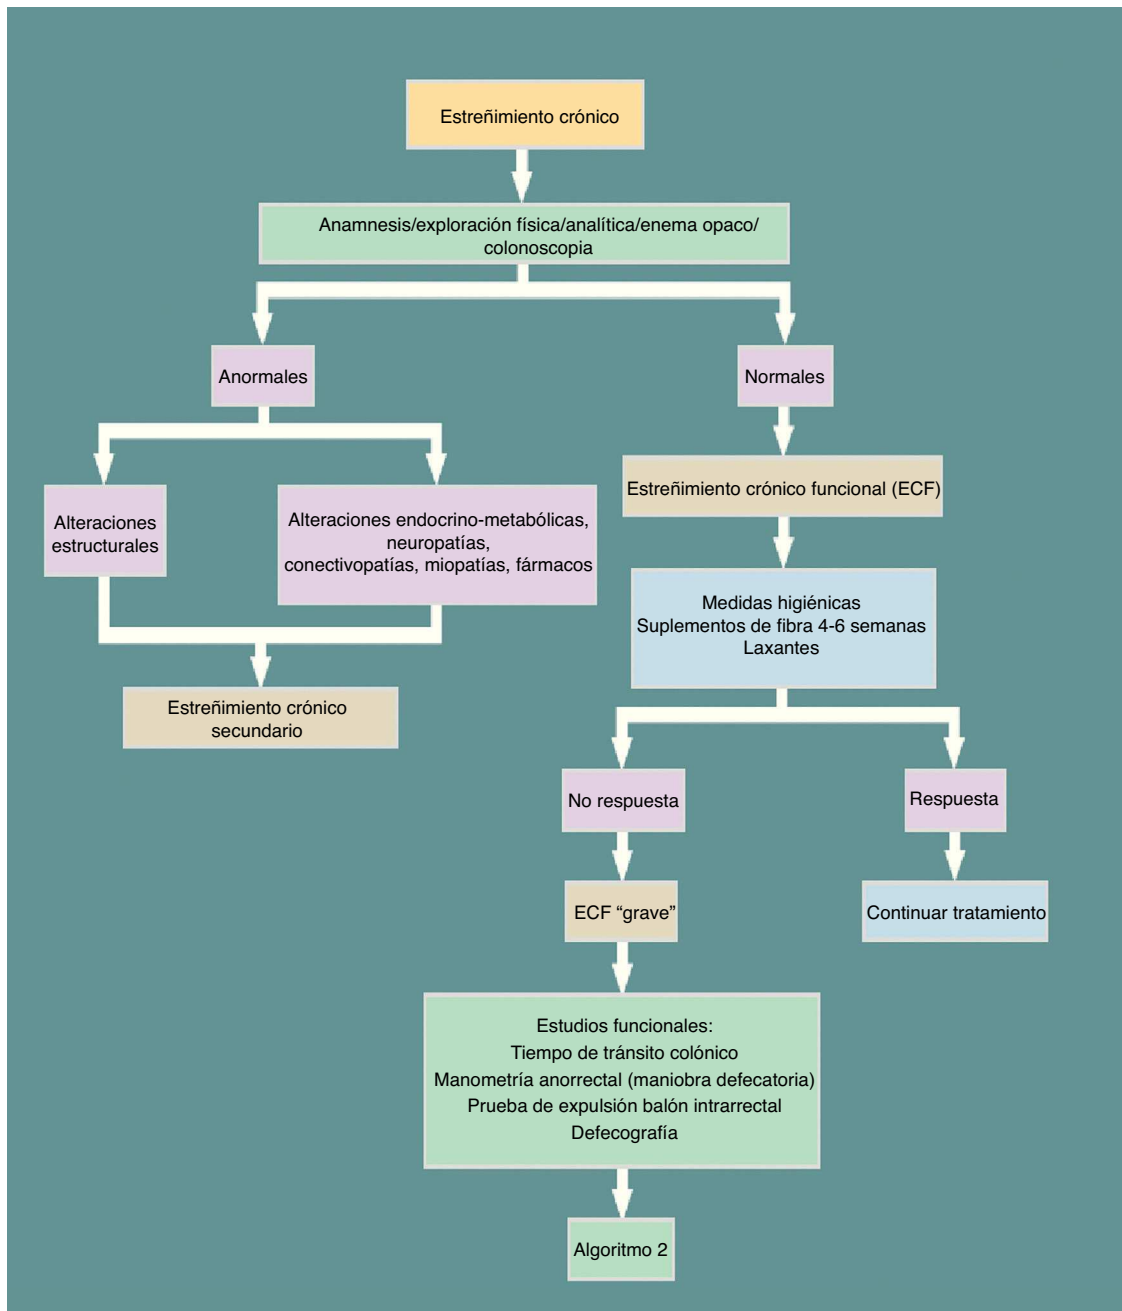 Estreñimiento crónico
Anamnesis/exploración física/analítica/enema opaco/
colonoscopia
Anormales
Normales
Alteraciones
estructurales
Alteraciones endocrino-metabólicas,
neuropatías,
conectivopatías, miopatías, fármacos
Estreñimiento crónico funcional (ECF)
Medidas higiénicas
Suplementos de fibra 4-6 semanas
Laxantes
Estreñimiento crónico
secundario
No respuesta
Respuesta
ECF “grave”
Continuar tratamiento
Estudios funcionales:
Tiempo de tránsito colónico
Manometría anorrectal (maniobra defecatoria)
Prueba de expulsión balón intrarrectal
Defecografía
Algoritmo 2